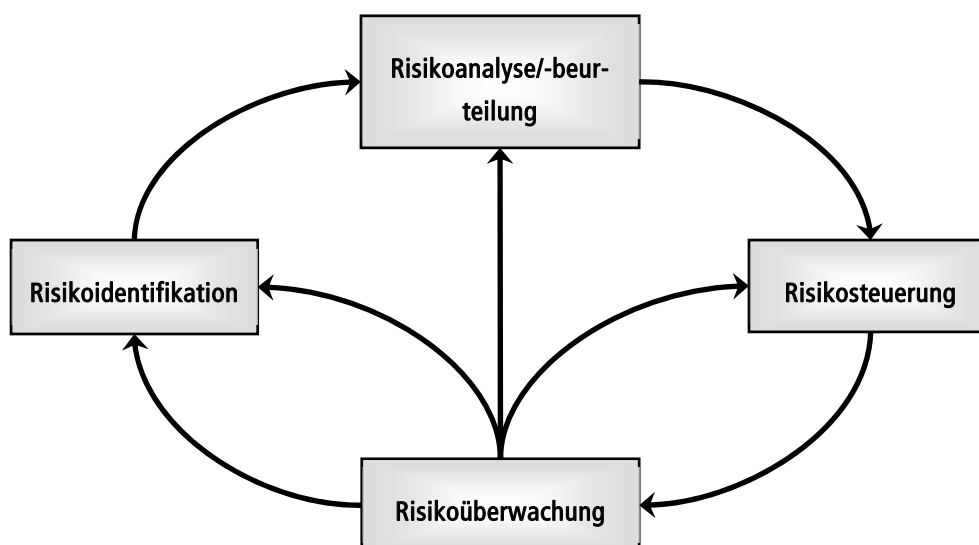 Risikoanalyse/-beur-
teilung
Risikoidentifikation
Risikosteuerung
Risikoüberwachung